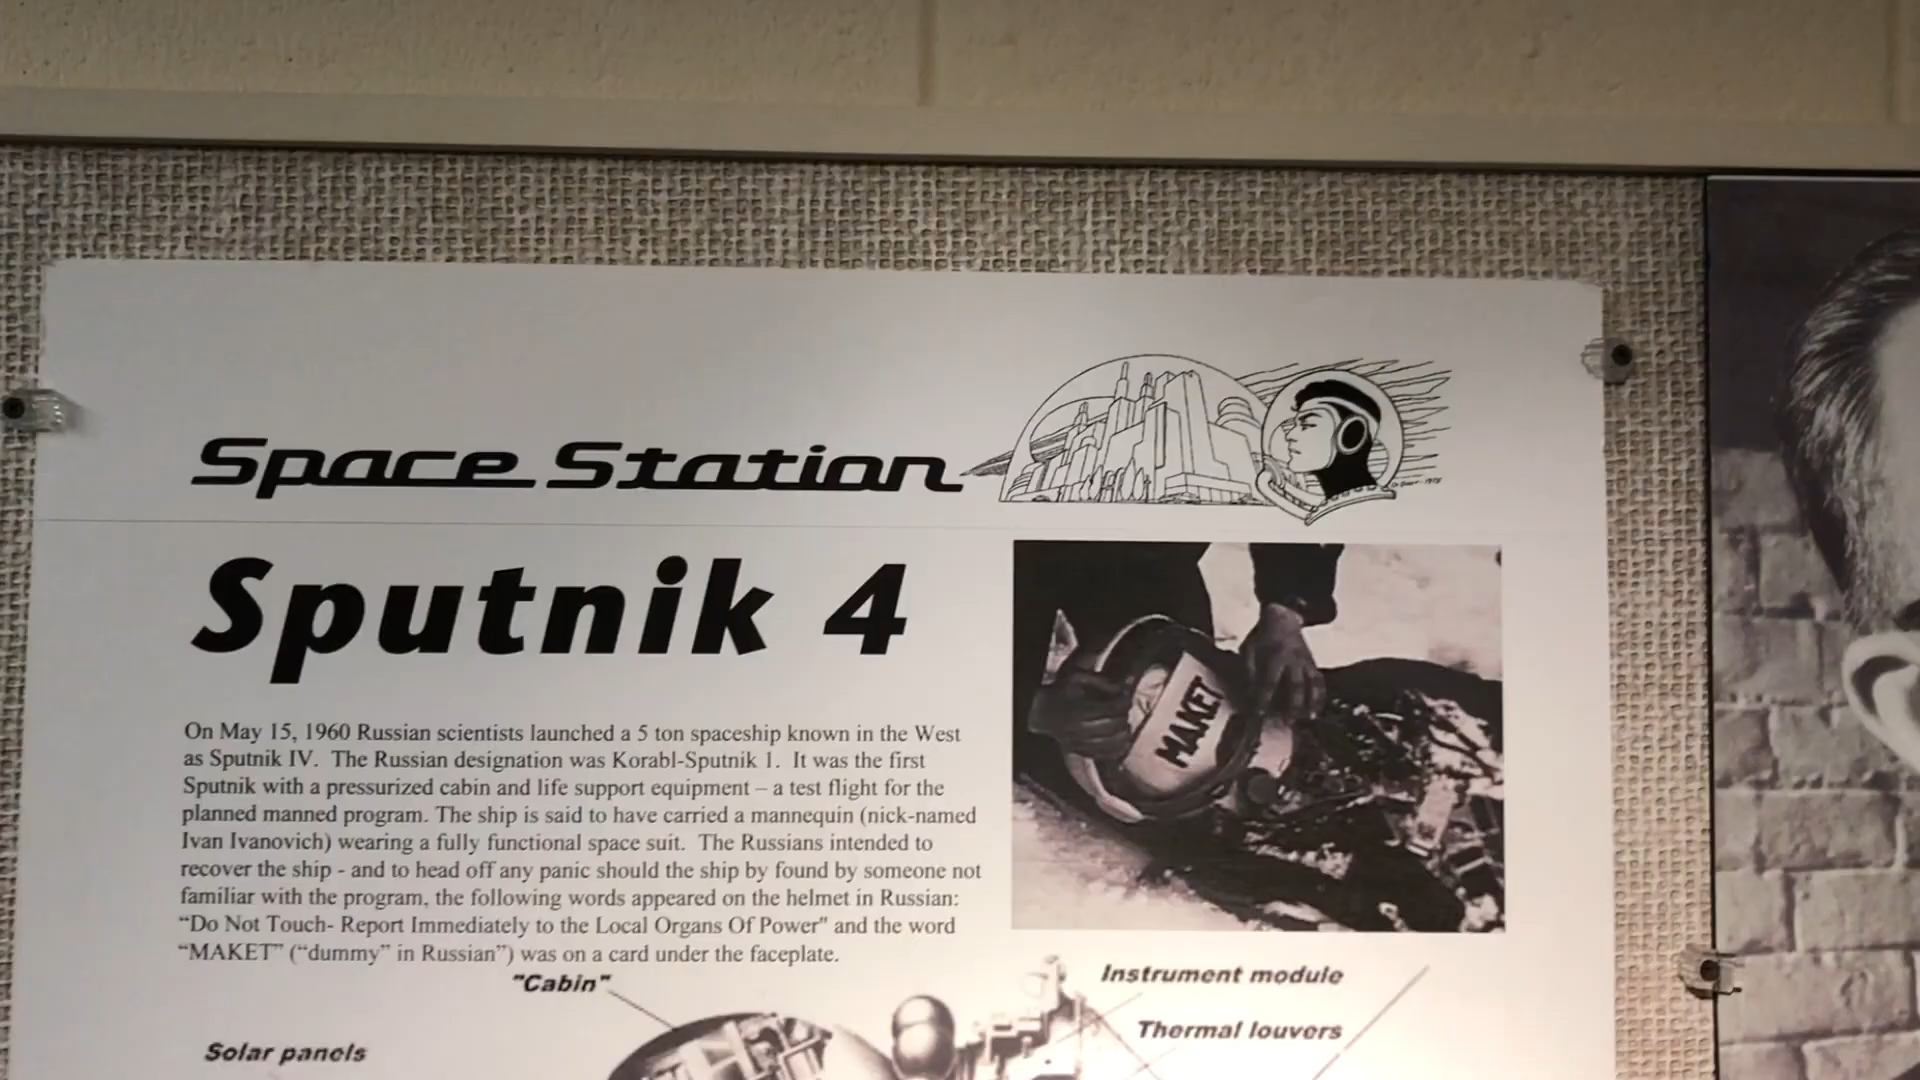 Space Station
Sputnik 4
MAKET
On May 15, 1960 Russian scientists launched a 5 ton spaceship known in the West
as Sputnik IV. The Russian designation was Korabl-Sputnik 1. It was the first
Sputnik with a pressurized cabin and life support equipment – a test flight for the
planned manned program. The ship is said to have carried a mannequin (nick-named
Ivan Ivanovich) wearing a fully functional space suit. The Russians intended to
recover the ship - and to head off any panic should the ship by found by someone not
familiar with the program, the following words appeared on the helmet in Russian:
“Do Not Touch- Report Immediately to the Local Organs Of Power" and the word
“MAKET” (“dummy” in Russian”) was on a card under the faceplate.
"Cabin"
Instrument module
Thermal louvers
Solar panels